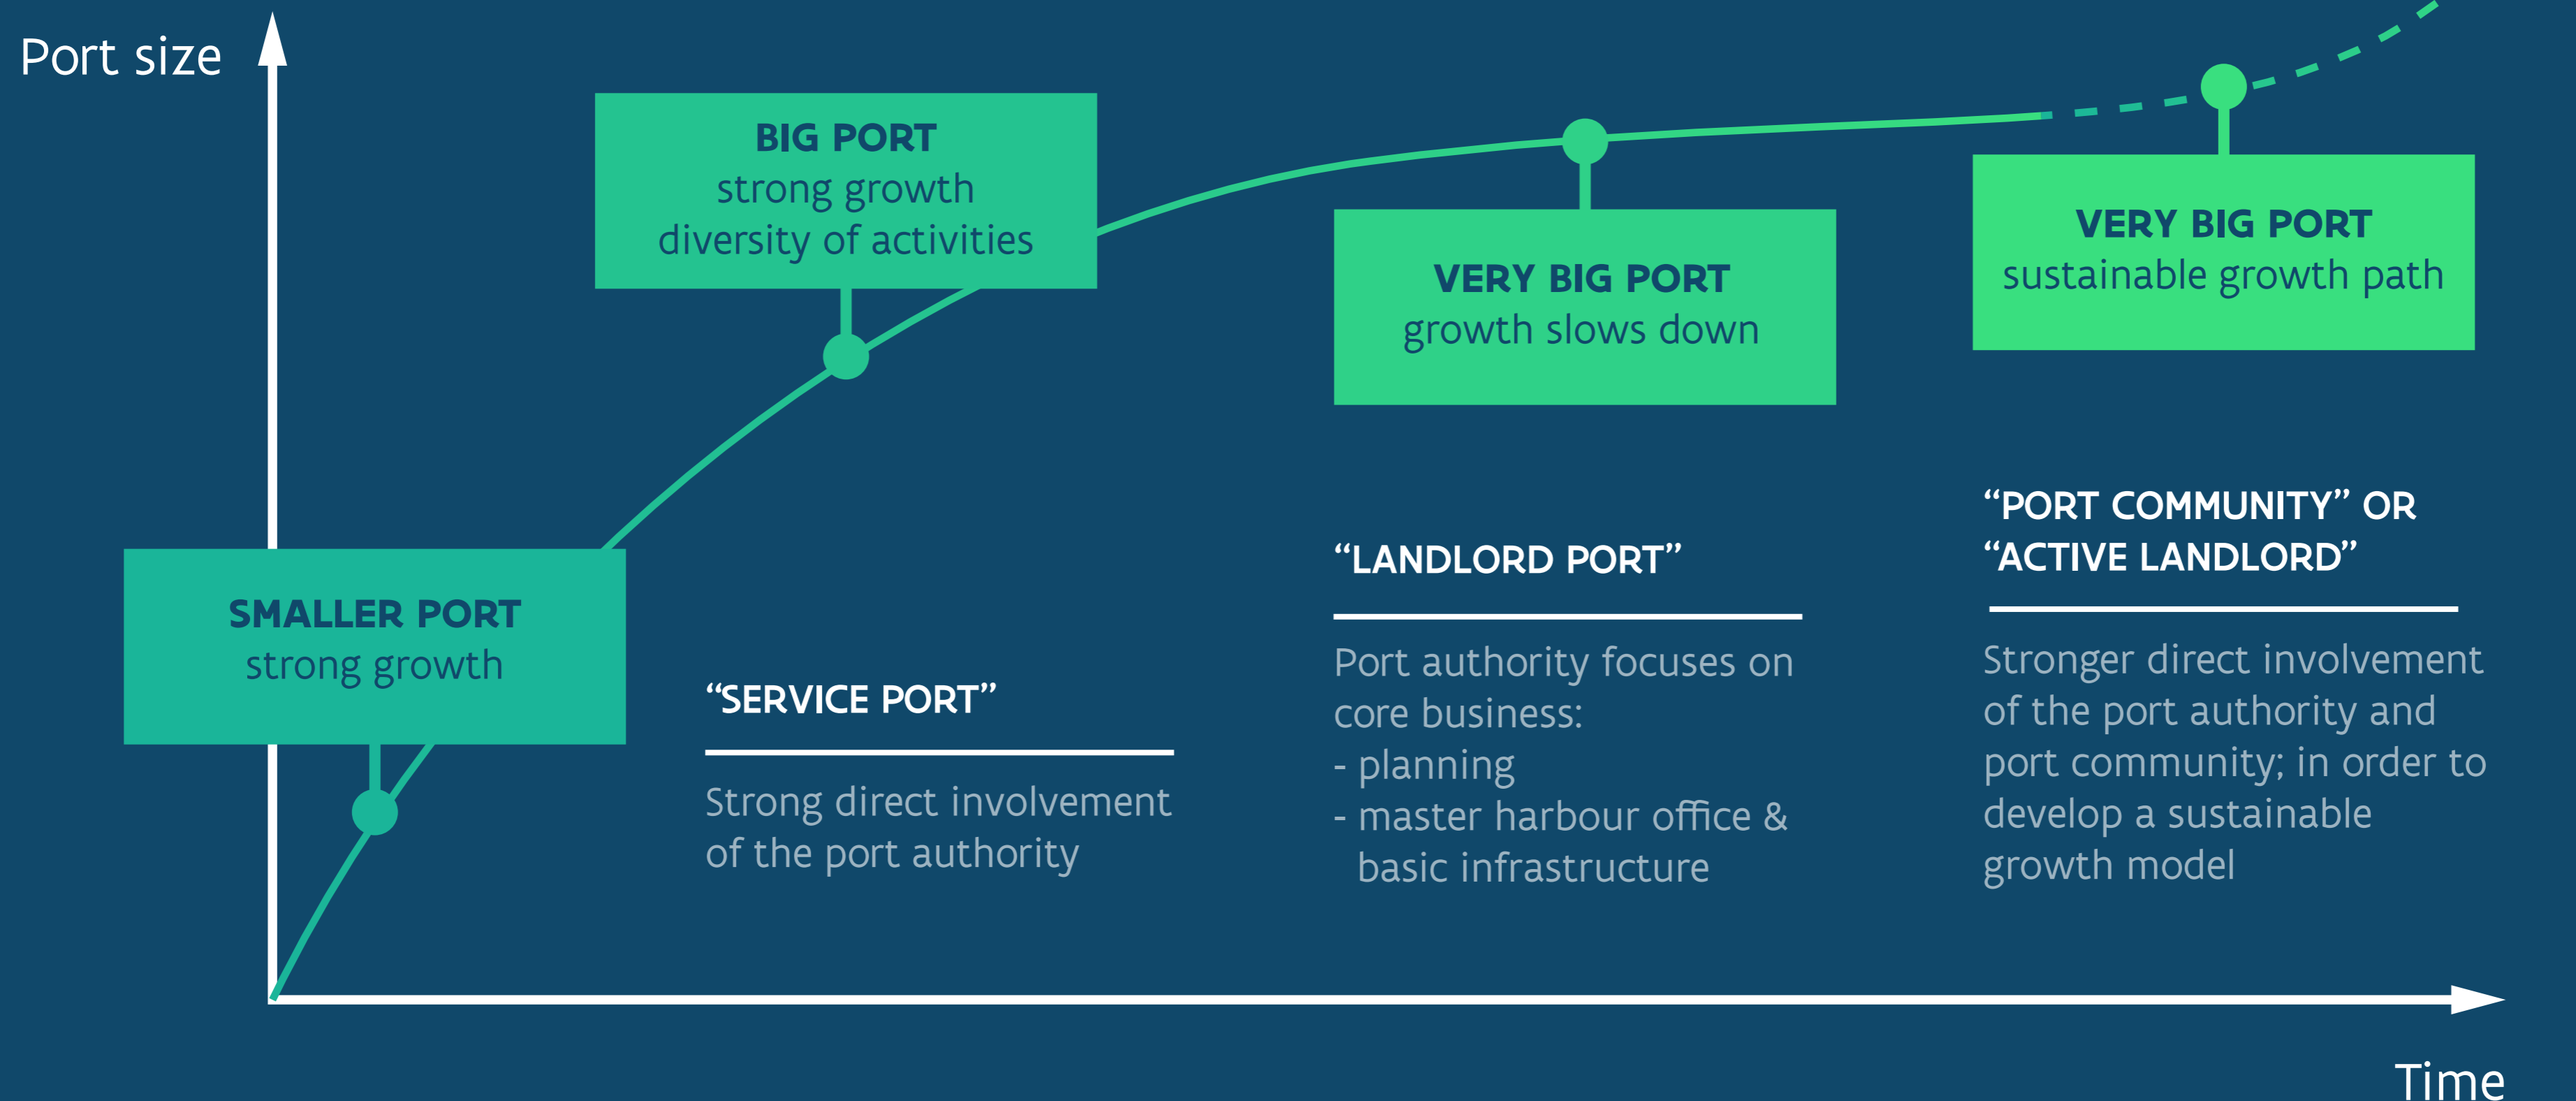 Port size
BIG PORT
strong growth
diversity of activities
VERY BIG PORT
growth slows down
VERY BIG PORT
sustainable growth path
SMALLER PORT
strong growth
“SERVICE PORT”
Strong direct involvement
of the port authority
“LANDLORD PORT”
Port authority focuses on
core business:
- planning
- master harbour office &
basic infrastructure
“PORT COMMUNITY” OR
“ACTIVE LANDLORD”
Stronger direct involvement
of the port authority and
port community; in order to
develop a sustainable
growth model
Time